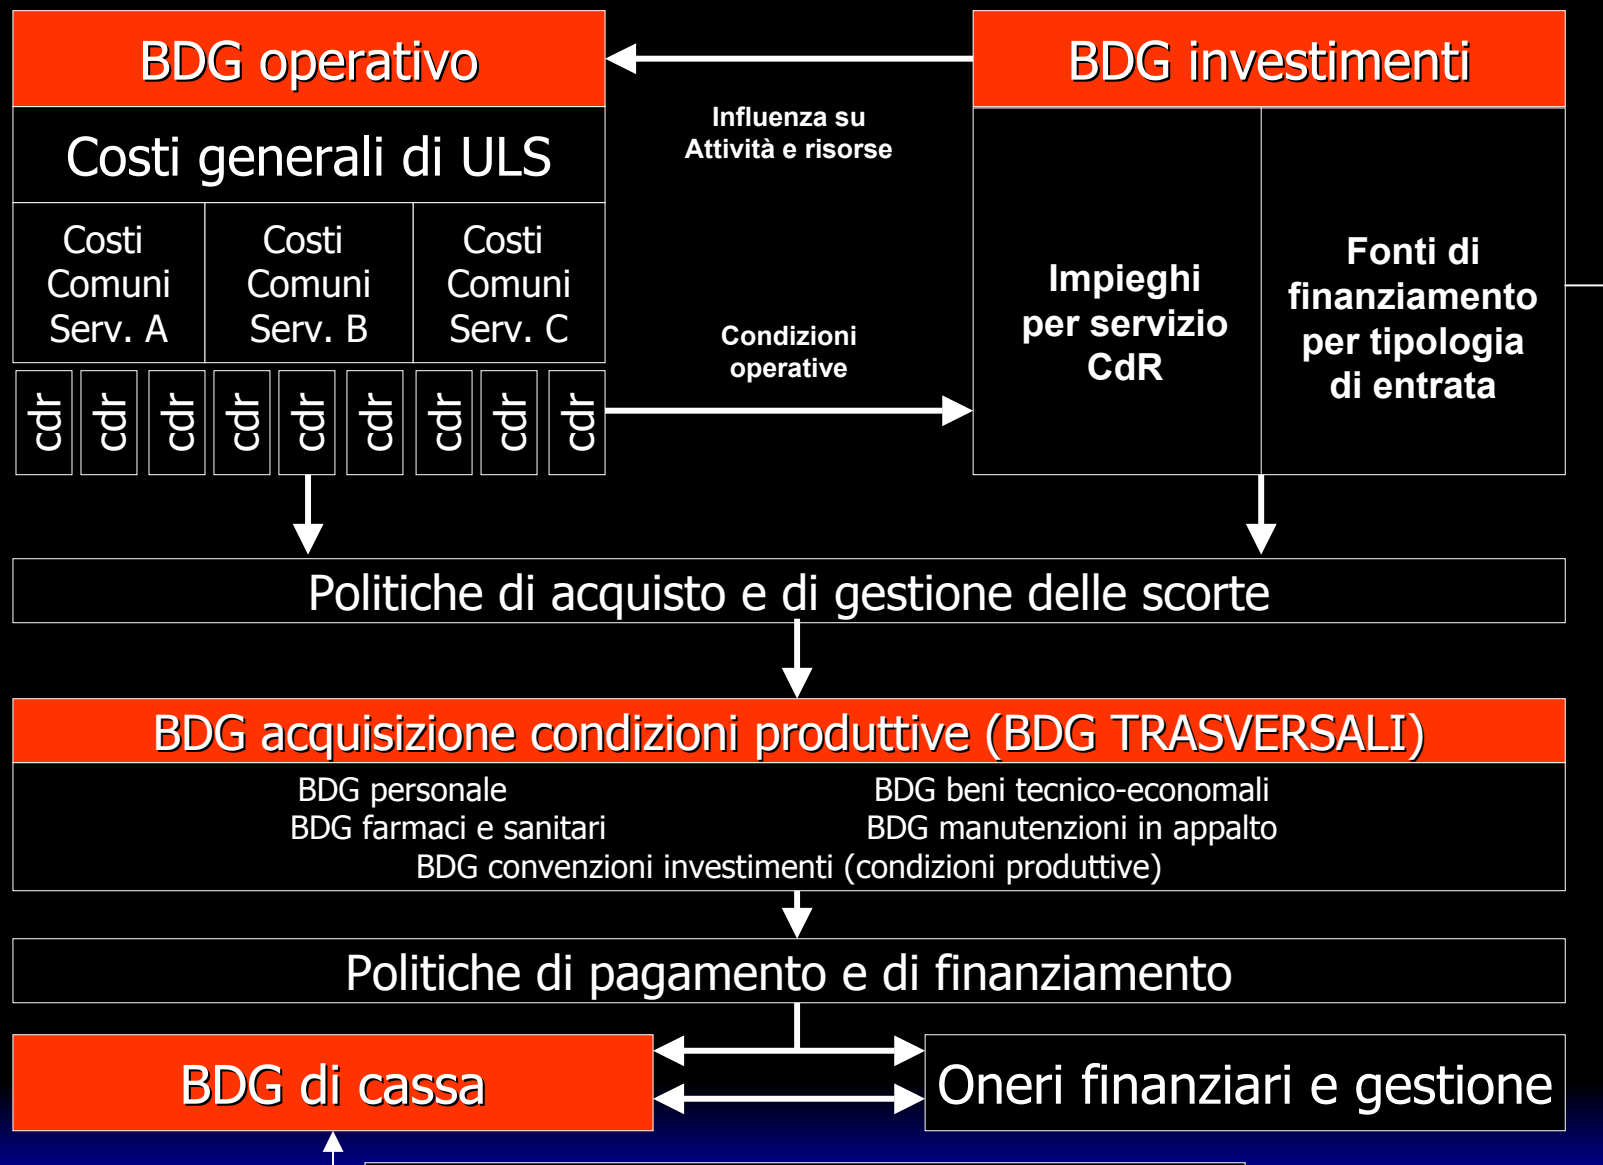 BDG operativo
BDG investimenti
Influenza su
Attività e risorse
Costi generali di ULS
Costi
Comuni
Serv. A
Costi
Comuni
Serv. B
Costi
Comuni
Serv. C
Condizioni
operative
Impieghi
per servizio
CdR
Fonti di
finanziamento
per tipologia
di entrata
cdr
cdr
cdr
cdr
cdr
cdr
cdr
cdr
cdr
Politiche di acquisto e di gestione delle scorte
BDG acquisizione condizioni produttive (BDG TRASVERSALI)
BDG personale
BDG beni tecnico-economali
BDG farmaci e sanitari
BDG manutenzioni in appalto
BDG convenzioni investimenti (condizioni produttive)
Politiche di pagamento e di finanziamento
BDG di cassa
Oneri finanziari e gestione